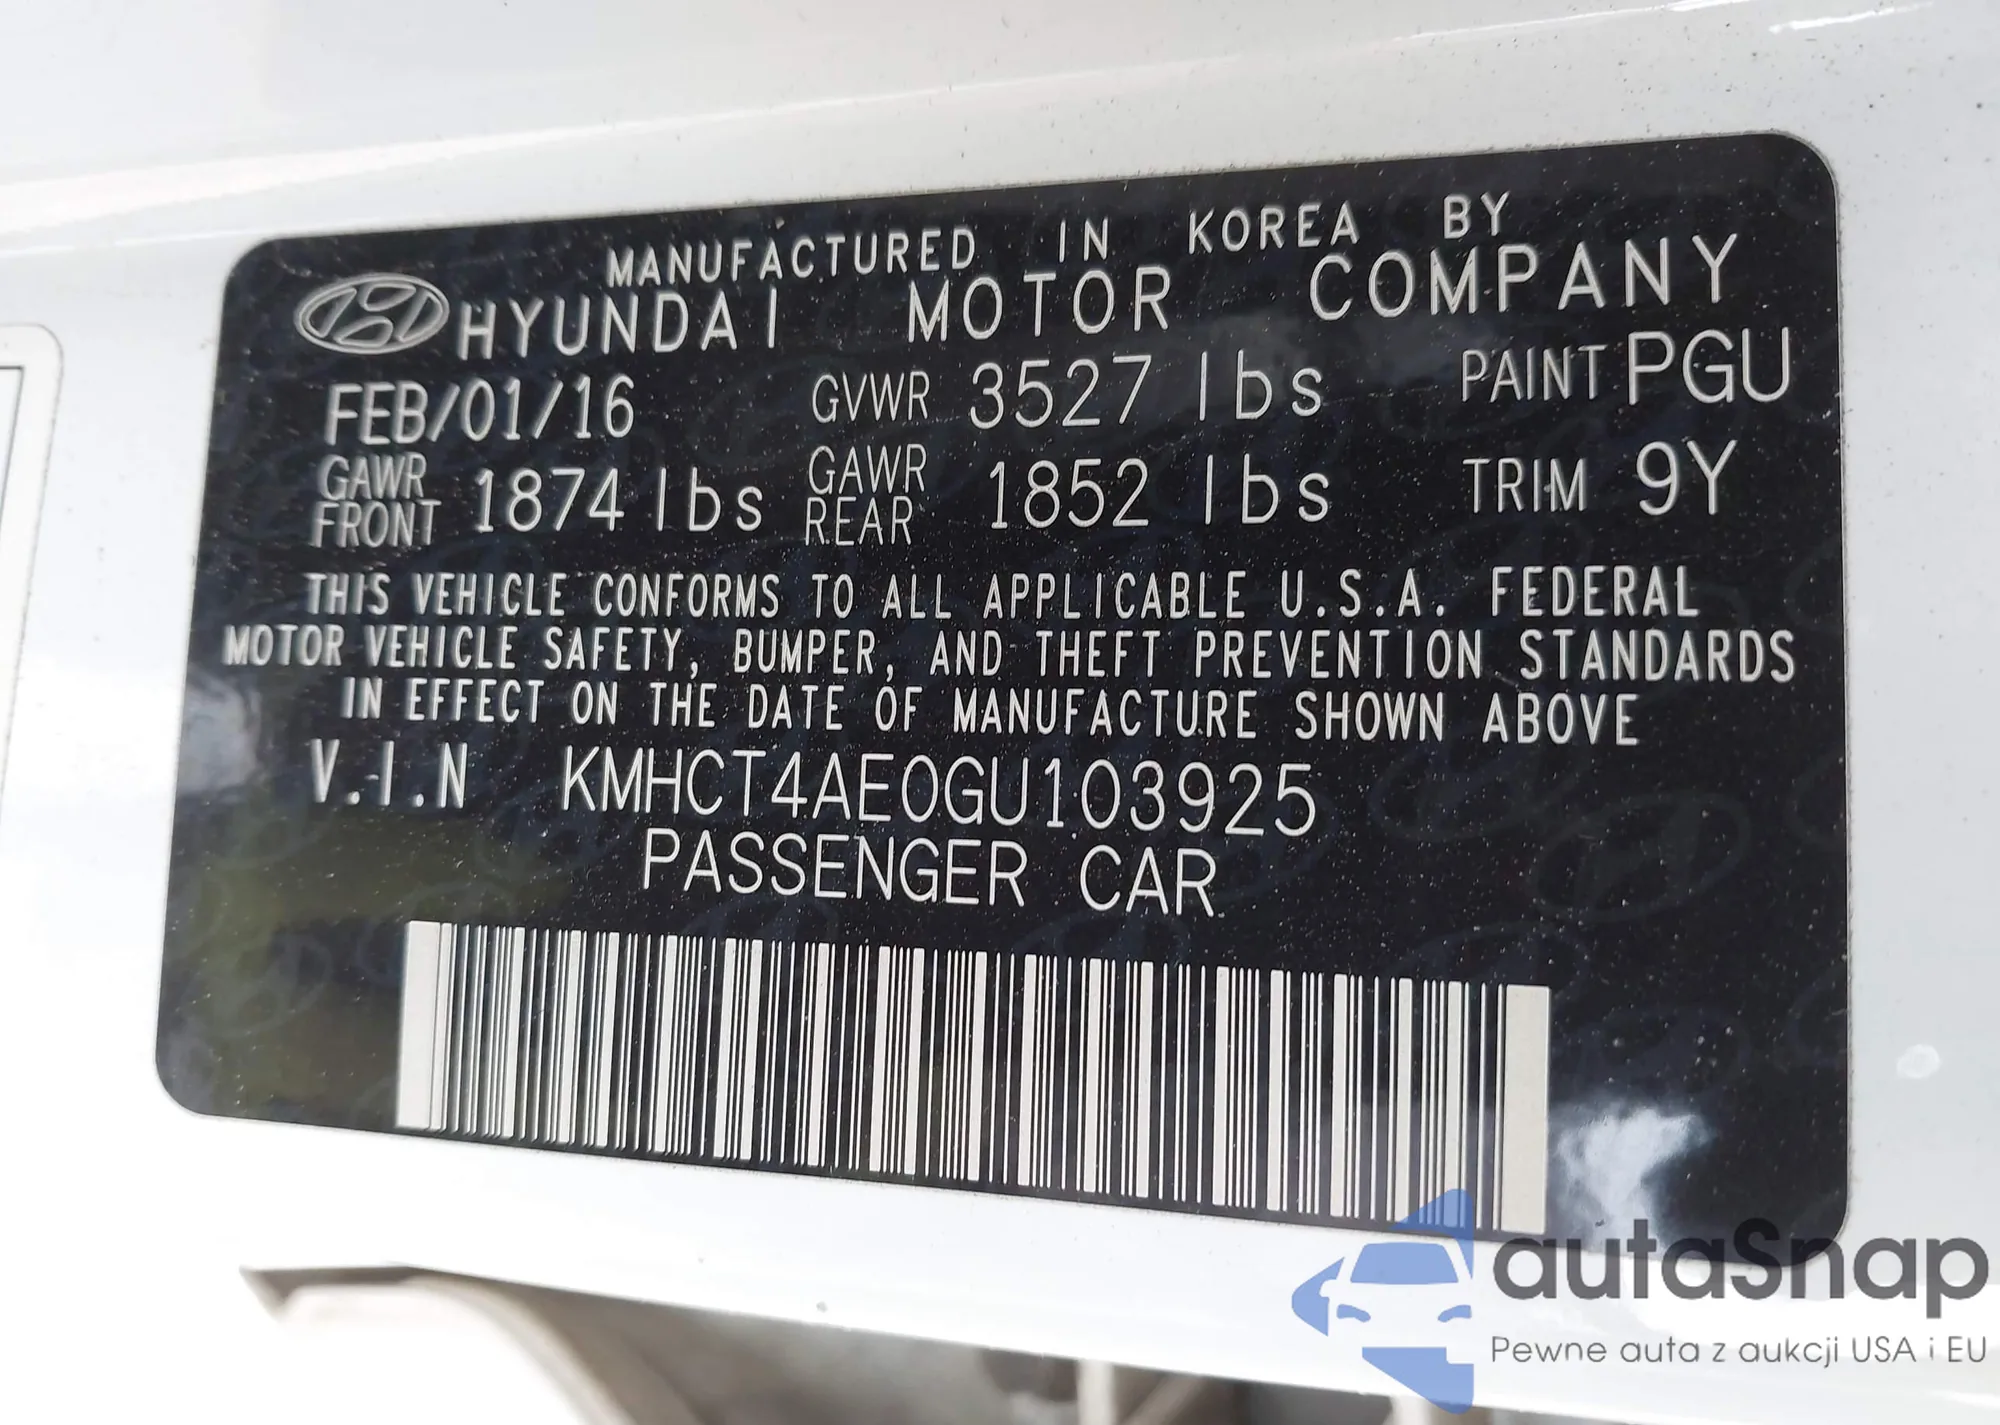 MANUFACTURED IN KOREA BY
HYUNDAI MOTOR COMPANY
FEB/01/16 GVWR 3527 lbs PAINT PGU
GAWR FRONT 1874 lbs GAWR REAR 1852 lbs TRIM 9Y
THIS VEHICLE CONFORMS TO ALL APPLICABLE U.S.A. FEDERAL
MOTOR VEHICLE SAFETY, BUMPER, AND THEFT PREVENTION STANDARDS
IN EFFECT ON THE DATE OF MANUFACTURE SHOWN ABOVE
V.I.N KMHCT4AE0GU103925
PASSENGER CAR
autaSnap
Pewne auta z aukcji USA i EU